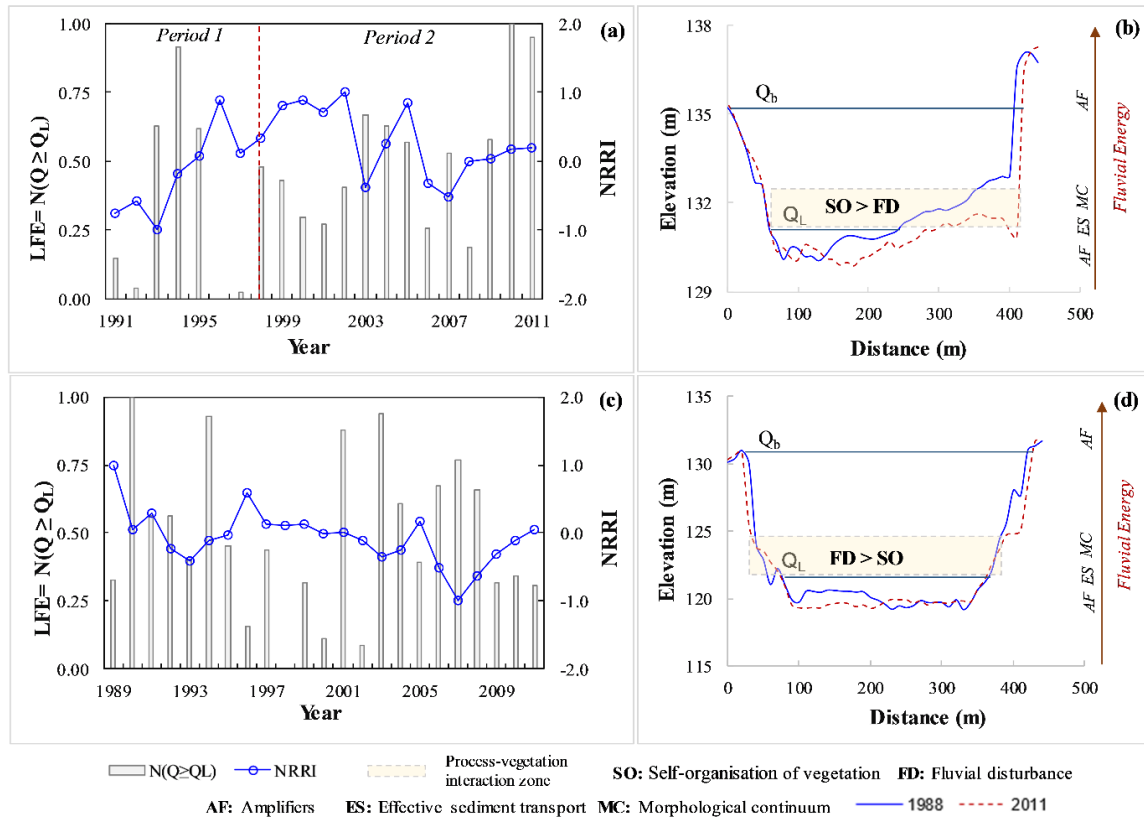 Period 1
Period 2
(a)
LFE= N(Q ≥ QL)
1.00
0.75
0.50
0.25
0.00
2.0
1.0
0.0
-1.0
-2.0
NRRI
1991 1995 1999 2003 2007 2011
Year
(b)
Elevation (m)
137
135
132
131
129
Qb
QL
SO > FD
AF ES MC AF
Fluvial Energy
0 100 200 300 400 500
Distance (m)
(c)
LFE= N(Q ≥ QL)
1.00
0.75
0.50
0.25
0.00
2.0
1.0
0.0
-1.0
-2.0
NRRI
1989 1993 1997 2001 2005 2009
Year
(d)
Elevation (m)
130
125
120
115
Qb
QL
FD > SO
AF ES MC AF
Fluvial Energy
0 100 200 300 400 500
Distance (m)
N(Q≥QL) NRRI Process-vegetation
interaction zone
SO: Self-organisation of vegetation FD: Fluvial disturbance
AF: Amplifiers ES: Effective sediment transport MC: Morphological continuum 1988 2011